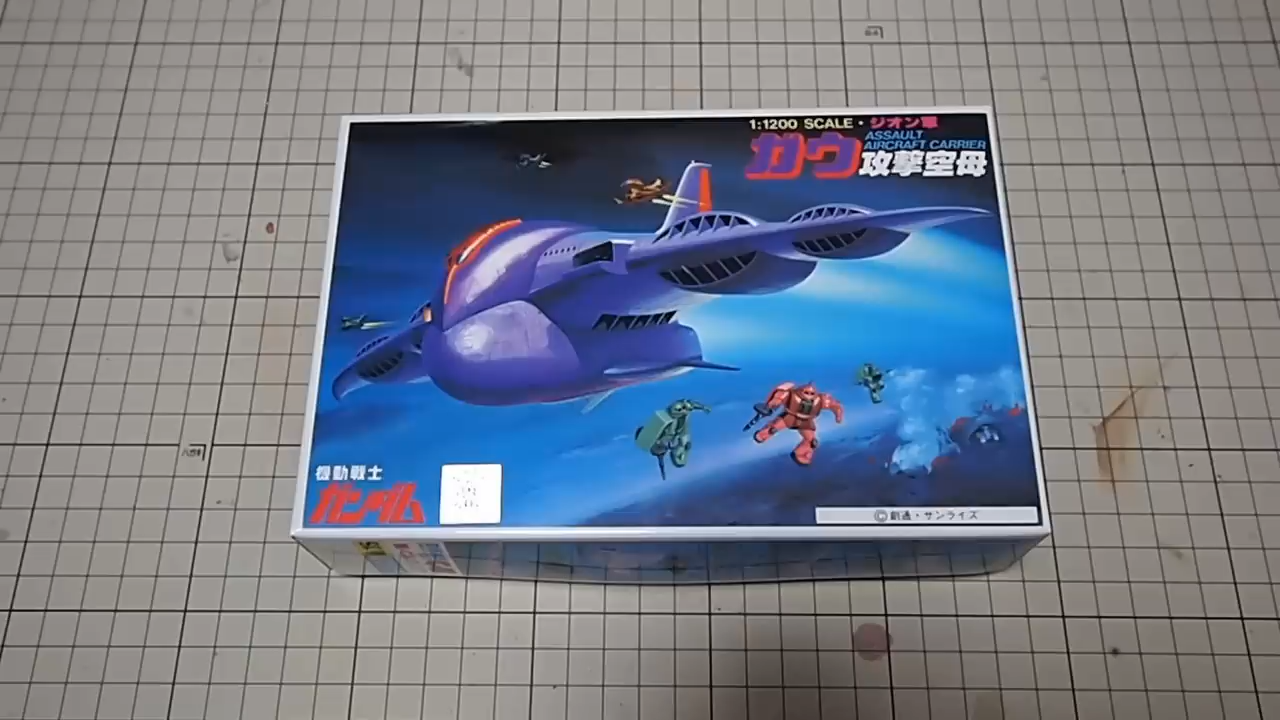 1:1200 SCALE・ジオン軍
ガウ
ASSAULT
AIRCRAFT CARRIER
攻撃空母
機動戦士
ガンダム
©創通・サンライズ